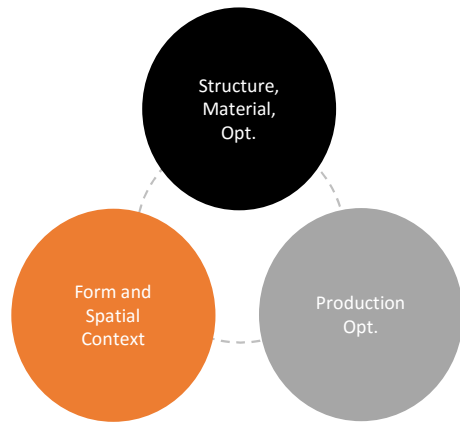 Structure,
Material,
Opt.
Form and
Spatial
Context
Production
Opt.